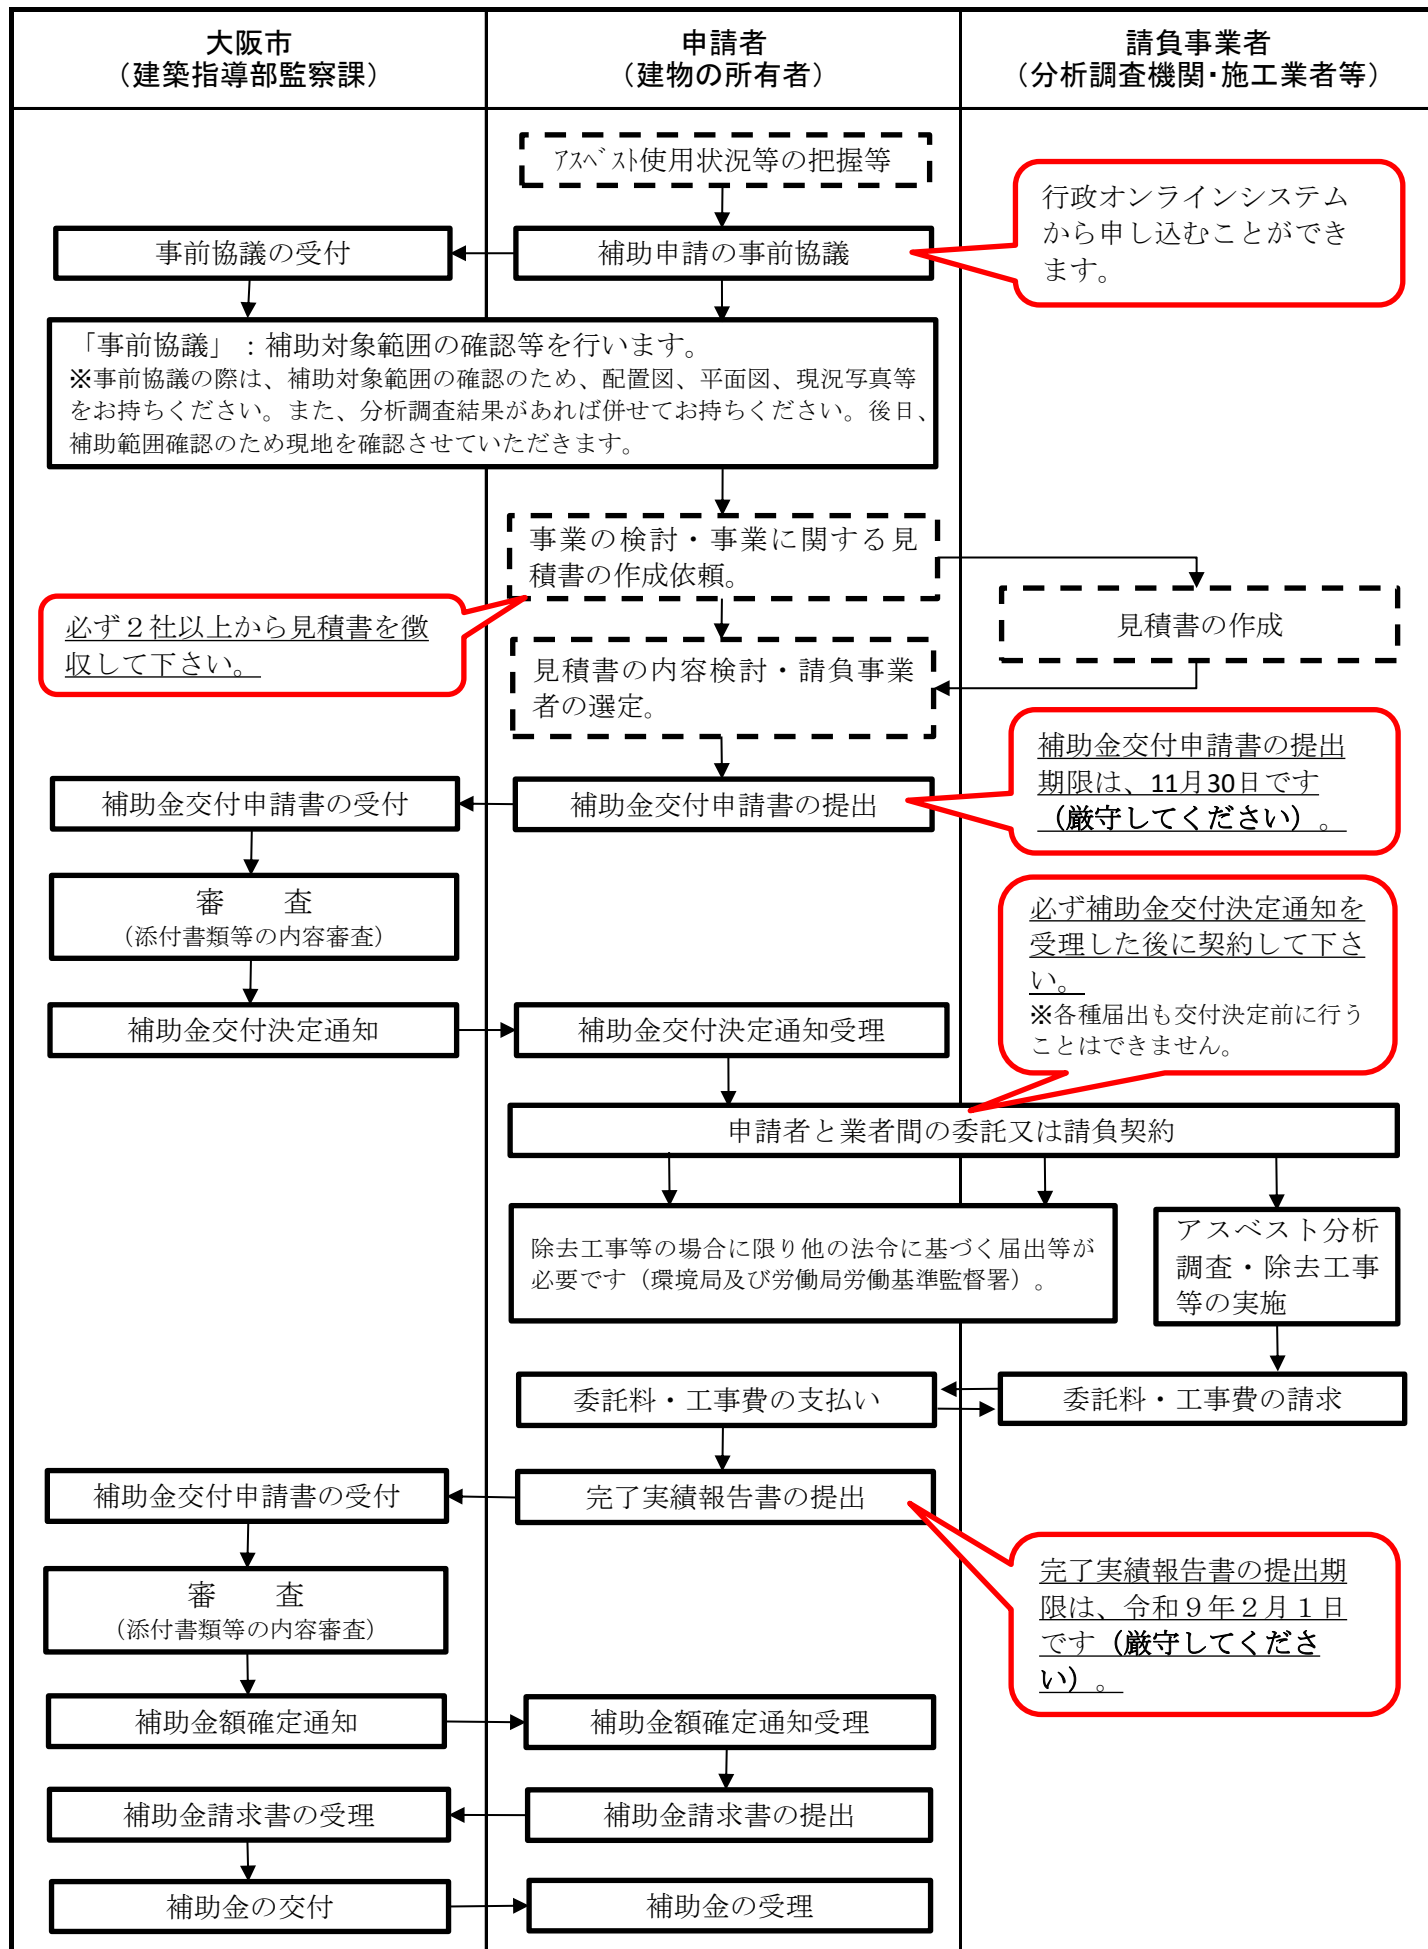 大阪市
（建築指導部監察課）
申請者
（建物の所有者）
請負事業者
（分析調査機関・施工業者等）
ｱｽﾍﾞｽﾄ使用状況等の把握等
行政オンラインシステム
から申し込むことができ
ます。
事前協議の受付
補助申請の事前協議
「事前協議」：補助対象範囲の確認等を行います。
※事前協議の際は、補助対象範囲の確認のため、配置図、平面図、現況写真等
をお持ちください。また、分析調査結果があれば併せてお持ちください。後日、
補助範囲確認のため現地を確認させていただきます。
事業の検討・事業に関する見
積書の作成依頼。
必ず２社以上から見積書を徴
収して下さい。
見積書の作成
見積書の内容検討・請負事業
者の選定。
補助金交付申請書の提出
期限は、11月30日です
（厳守してください）。
補助金交付申請書の受付
補助金交付申請書の提出
審　　査
（添付書類等の内容審査）
必ず補助金交付決定通知を
受理した後に契約して下さ
い。
※各種届出も交付決定前に行う
ことはできません。
補助金交付決定通知
補助金交付決定通知受理
申請者と業者間の委託又は請負契約
除去工事等の場合に限り他の法令に基づく届出等が
必要です（環境局及び労働局労働基準監督署）。
アスベスト分析
調査・除去工事
等の実施
委託料・工事費の支払い
委託料・工事費の請求
補助金交付申請書の受付
完了実績報告書の提出
完了実績報告書の提出期
限は、令和９年２月１日
です（厳守してくださ
い）。
審　　査
（添付書類等の内容審査）
補助金額確定通知
補助金額確定通知受理
補助金請求書の受理
補助金請求書の提出
補助金の交付
補助金の受理